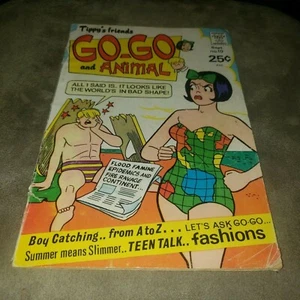 Tippy's friends
GO-GO
and ANIMAL
25¢
ALL I SAID IS, IT LOOKS LIKE
THE WORLD'S IN BAD SHAPE!
FLOOD, FAMINE
EPIDEMICS AND
FIRE RAVAGE
CONTINENT...
Boy Catching.. from A to Z...
LET'S ASK GO-GO...
Summer means Slimmer..
TEEN TALK..
fashions